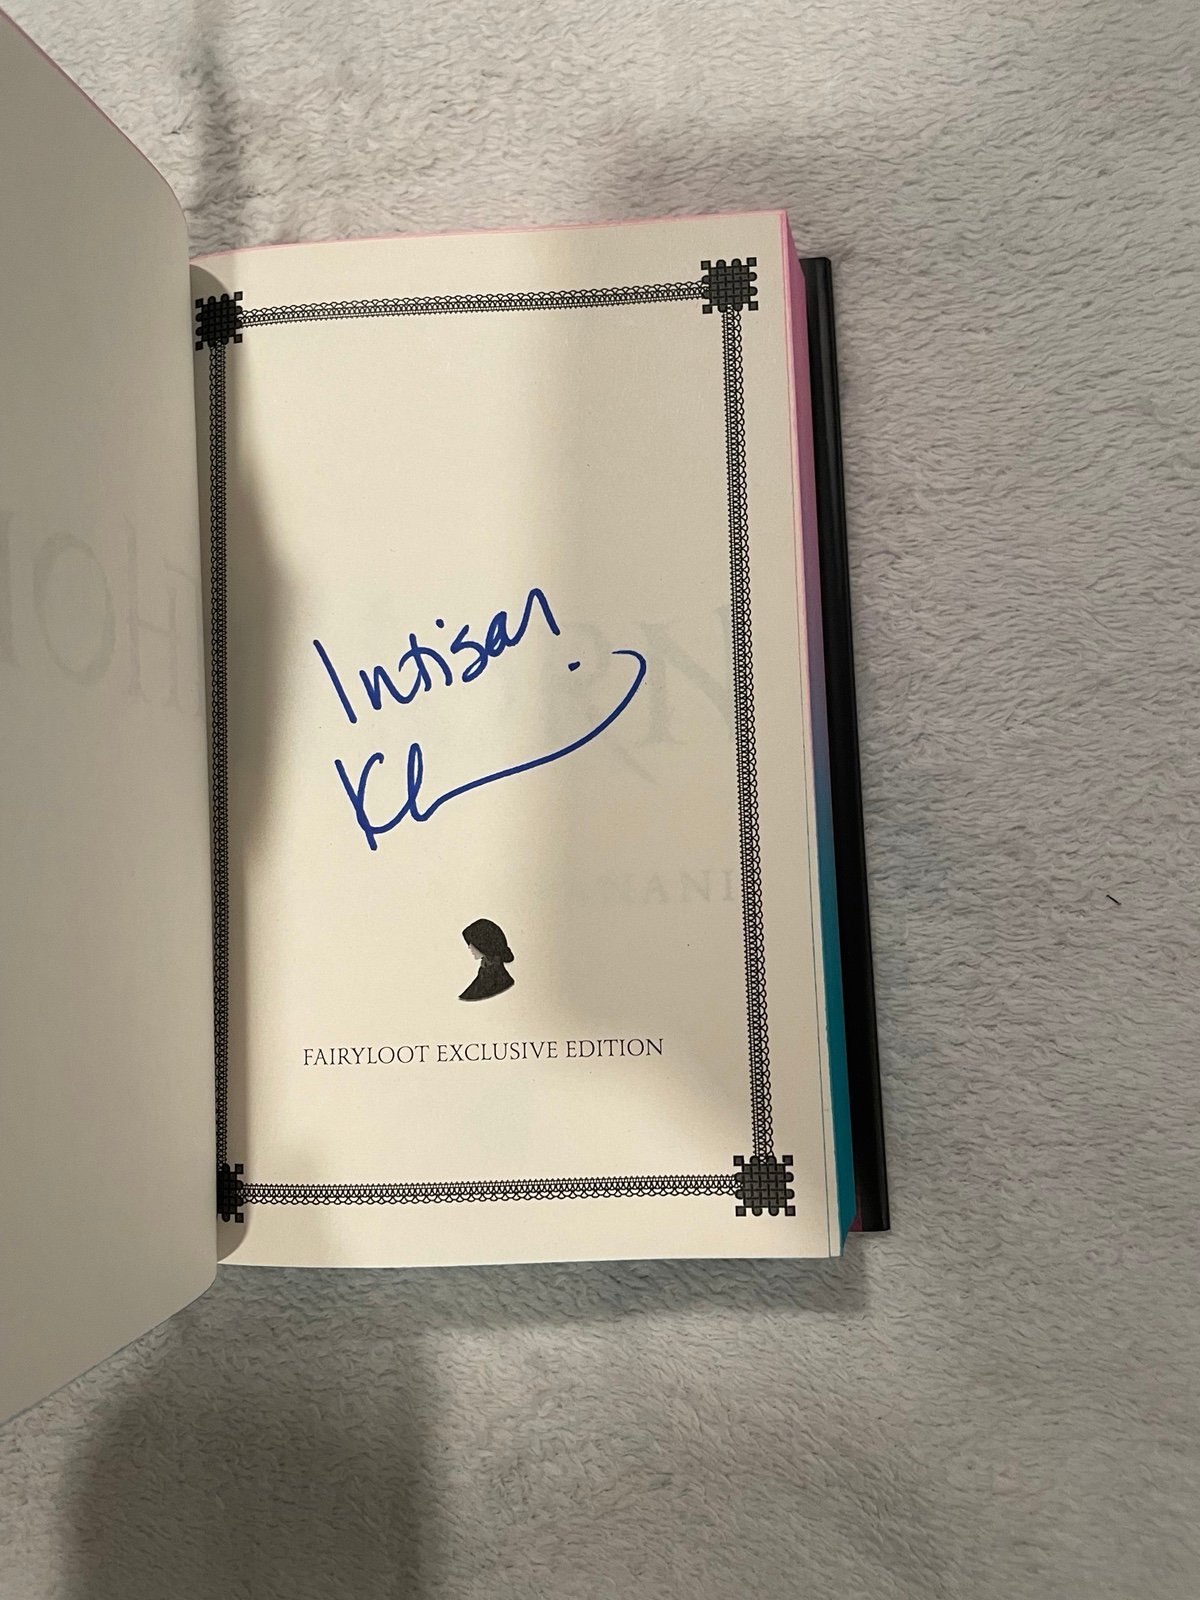 Intisar
Kh
FAIRYLOOT EXCLUSIVE EDITION